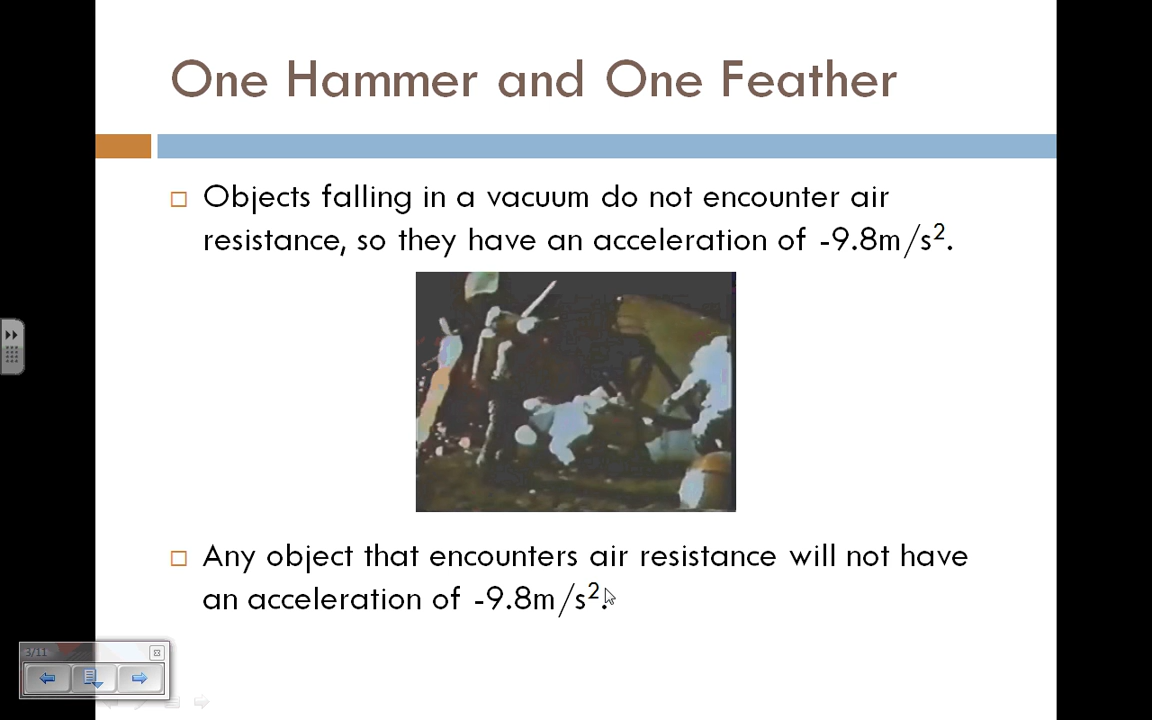 One Hammer and One Feather
Objects falling in a vacuum do not encounter air
resistance, so they have an acceleration of -9.8m/s².
Any object that encounters air resistance will not have
an acceleration of -9.8m/s².
3/11